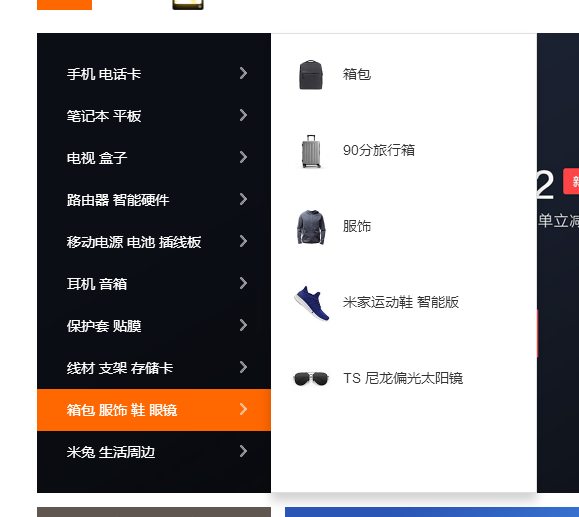 手机 电话卡
笔记本 平板
电视 盒子
路由器 智能硬件
移动电源 电池 插线板
耳机 音箱
保护套 贴膜
线材 支架 存储卡
箱包 服饰 鞋 眼镜
米兔 生活周边
箱包
90分旅行箱
服饰
米家运动鞋 智能版
TS 尼龙偏光太阳镜
2
单立减